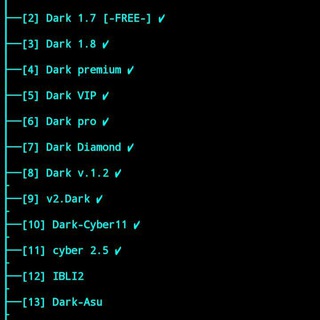 [2] Dark 1.7 [-FREE-] ✔
[3] Dark 1.8 ✔
[4] Dark premium ✔
[5] Dark VIP ✔
[6] Dark pro ✔
[7] Dark Diamond ✔
[8] Dark v.1.2 ✔
[9] v2.Dark ✔
[10] Dark-Cyber11 ✔
[11] cyber 2.5 ✔
[12] IBLI2
[13] Dark-Asu